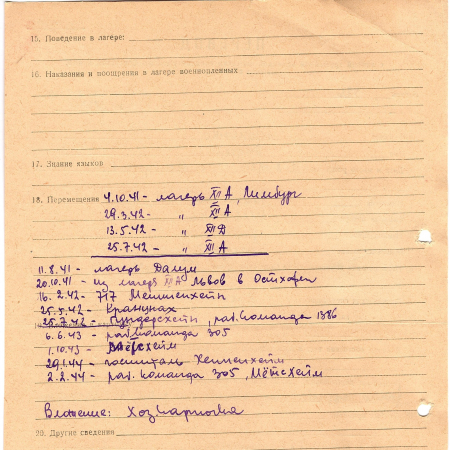 15. Поведение в лагере:
16. Наказания и поощрения в лагере военнопленных
17. Знание языков
18. Перемещения 4.10.41 - лагерь XII А, Лимбург
29.3.42 - " XII А
13.5.42 - " XII D
25.7.42 - " XII А
11.8.41 - лагерь Далум
20.10.41 - из лагеря XII А Львов в Остхофен
16.2.42 - 717
25.5.42 -
25.7.42 - раб. команда 1386
6.6.43 - раб. команда 305
1.10.43 -
29.1.44 - госпиталь Хеппенхейм
2.2.44 - раб. команда 305, Мётсхейм
Вложение: Хозкарточка
20. Другие сведения